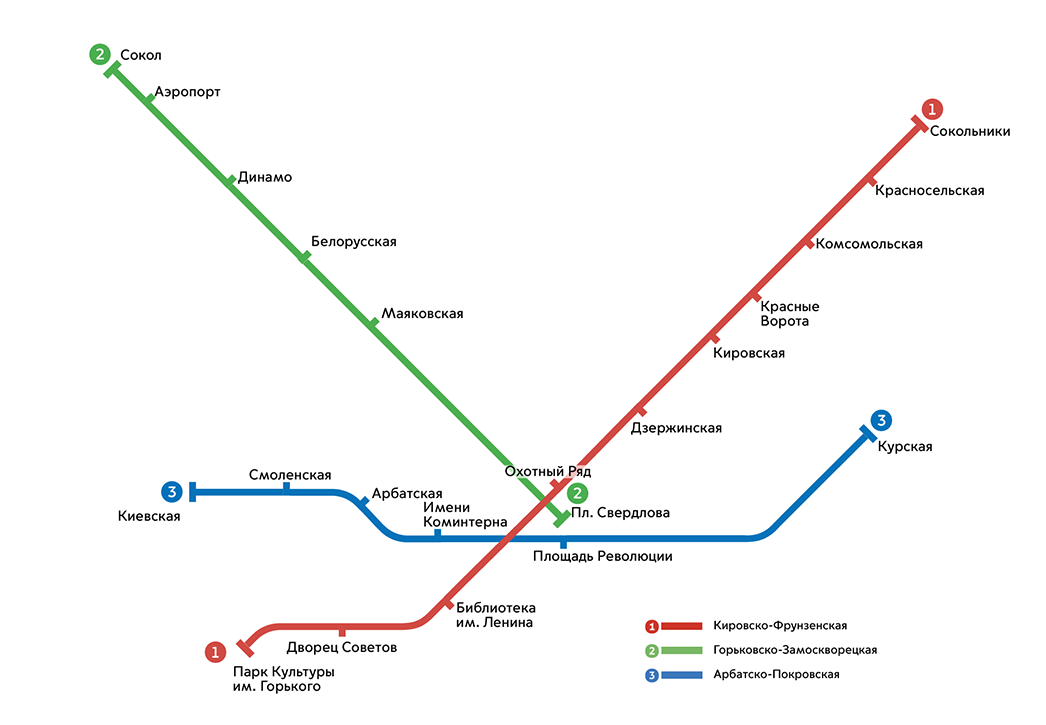 2 Сокол
Аэропорт
Динамо
Белорусская
Маяковская
1
Сокольники
Красносельская
Комсомольская
Красные
Ворота
Кировская
Дзержинская
3
Курская
Охотный Ряд
2
Пл. Свердлова
Смоленская
3
Киевская
Арбатская
Имени
Коминтерна
Площадь Революции
Библиотека
им. Ленина
Дворец Советов
1
Парк Культуры
им. Горького
1 Кировско-Фрунзенская
2 Горьковско-Замоскворецкая
3 Арбатско-Покровская